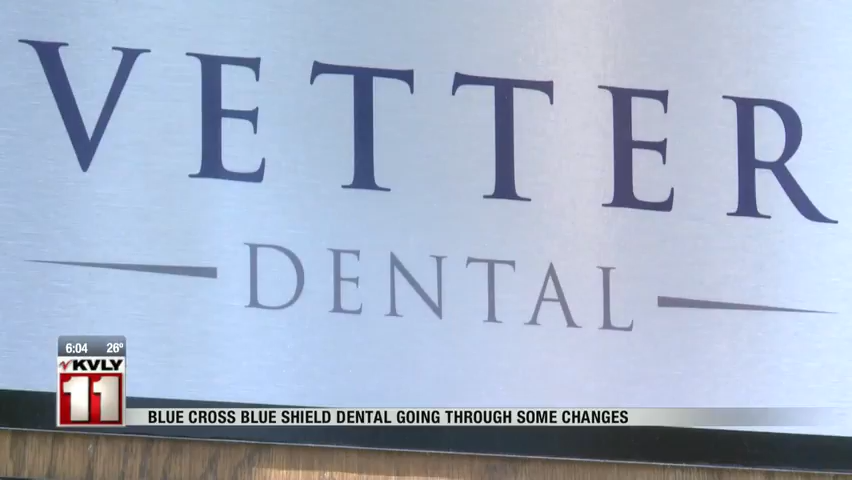 VETTER
DENTAL
6:04 26°
KVLY
11
BLUE CROSS BLUE SHIELD DENTAL GOING THROUGH SOME CHANGES